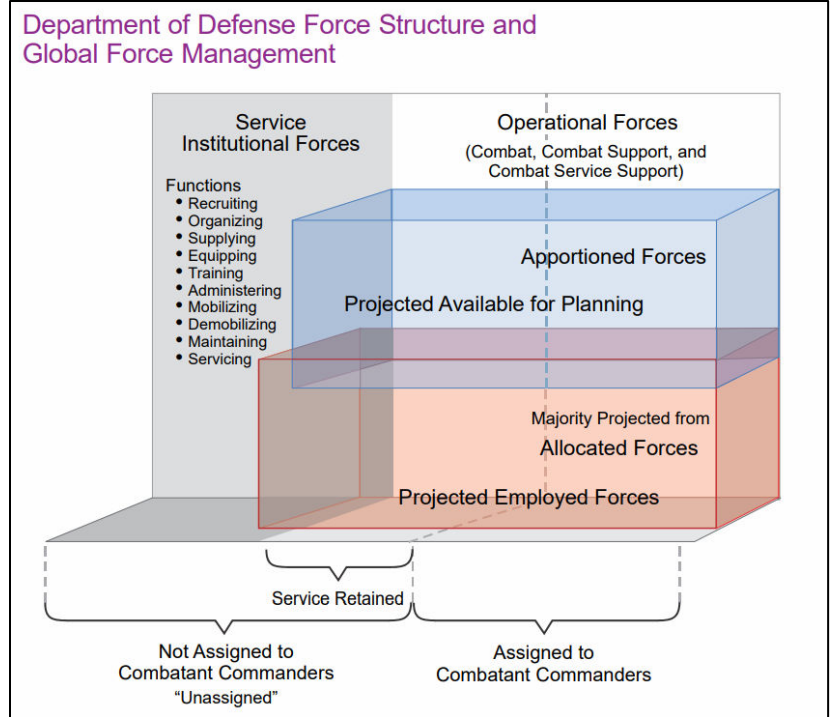 Department of Defense Force Structure and
Global Force Management
Service
Institutional Forces
Operational Forces
(Combat, Combat Support, and
Combat Service Support)
Functions
• Recruiting
• Organizing
• Supplying
• Equipping
• Training
• Administering
• Mobilizing
• Demobilizing
• Maintaining
• Servicing
Apportioned Forces
Projected Available for Planning
Majority Projected from
Allocated Forces
Projected Employed Forces
Service Retained
Not Assigned to
Combatant Commanders
“Unassigned”
Assigned to
Combatant Commanders